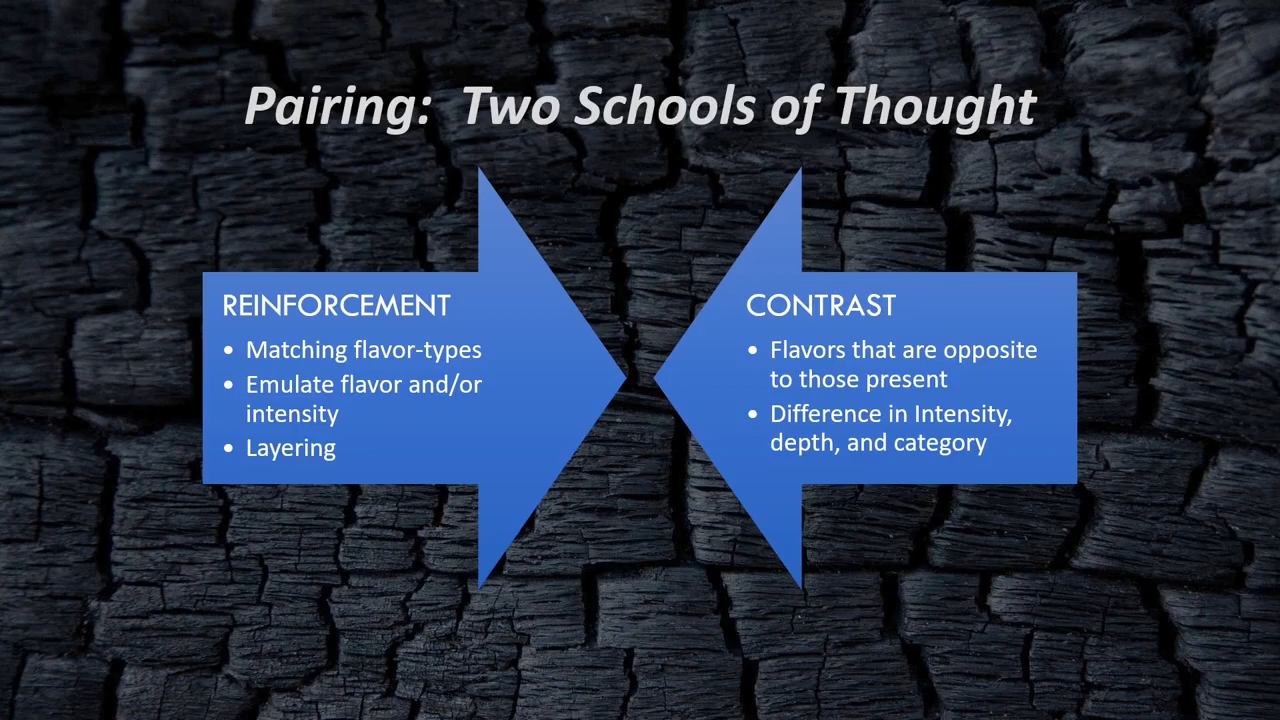 Pairing:  Two Schools of Thought
REINFORCEMENT
• Matching flavor-types
• Emulate flavor and/or
intensity
• Layering
CONTRAST
• Flavors that are opposite
to those present
• Difference in Intensity,
depth, and category